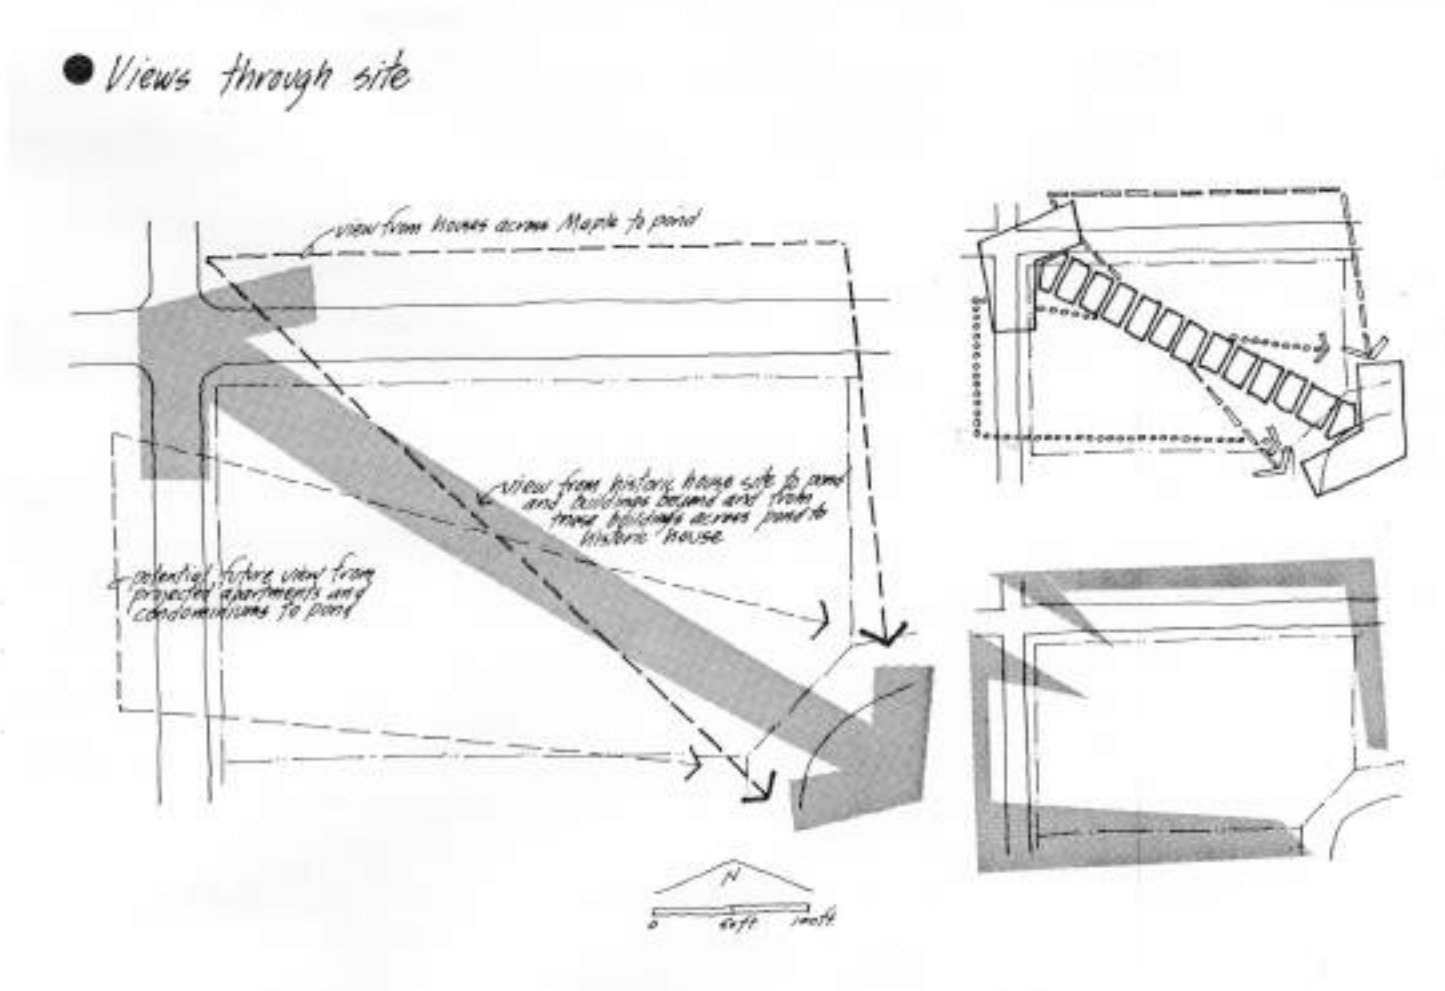 Views through site
view from houses across Maple to pond
view from historic house site to pond
and buildings beyond and from
those buildings across pond to
historic house
potential future view from
projected apartments and
condominiums to pond
N
0 50ft 100ft